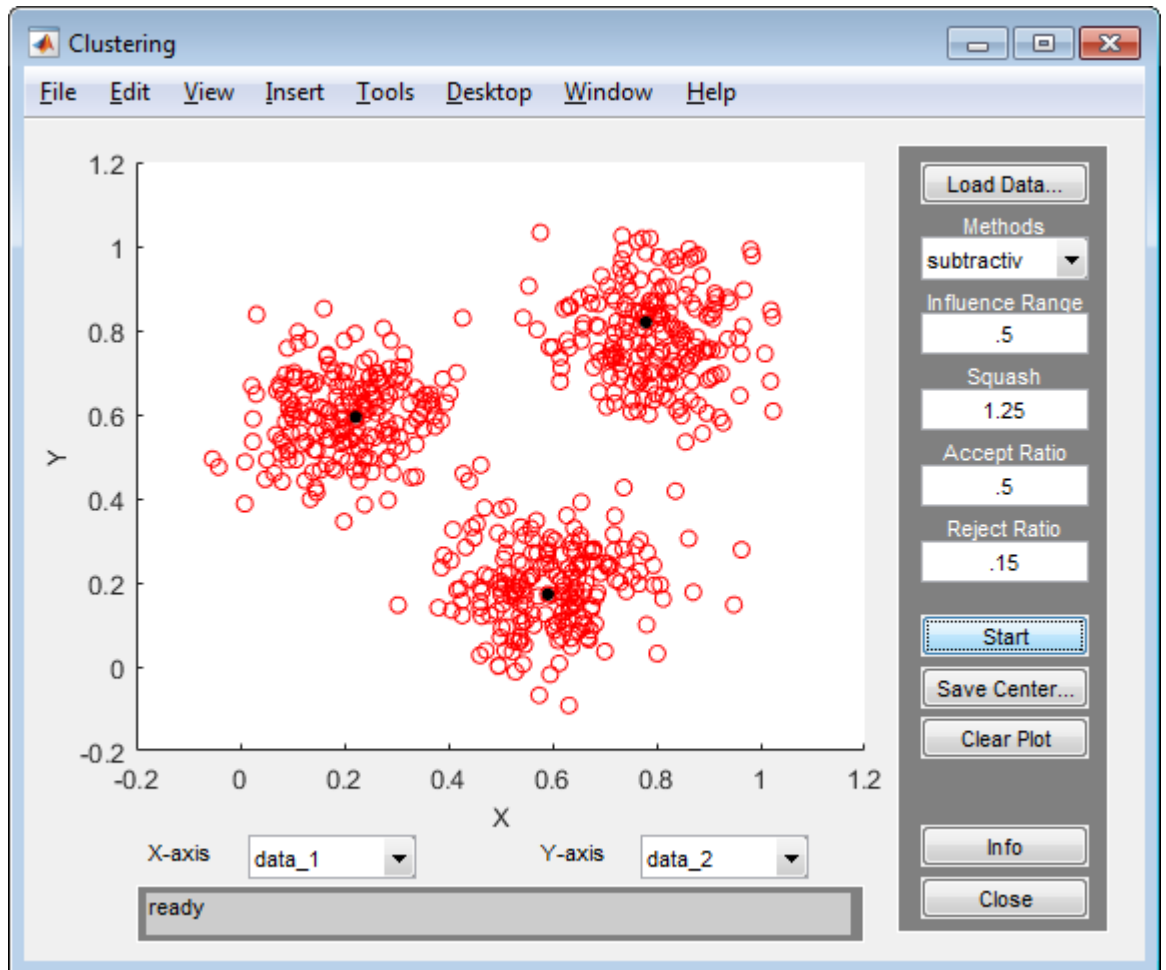 Clustering
File Edit View Insert Tools Desktop Window Help
1.2
1
0.8
0.6
0.4
0.2
0
-0.2
Y
-0.2 0 0.2 0.4 0.6 0.8 1 1.2
X
X-axis data_1 Y-axis data_2
ready
Load Data...
Methods
subtractiv
Influence Range
.5
Squash
1.25
Accept Ratio
.5
Reject Ratio
.15
Start
Save Center...
Clear Plot
Info
Close